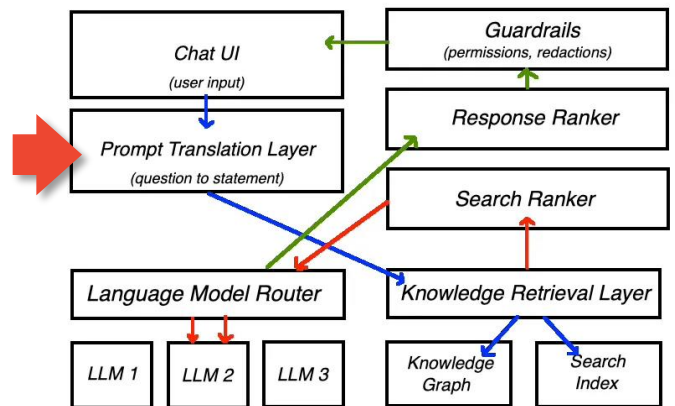 Chat UI
(user input)
Guardrails
(permissions, redactions)
Prompt Translation Layer
(question to statement)
Response Ranker
Search Ranker
Language Model Router
Knowledge Retrieval Layer
LLM 1
LLM 2
LLM 3
Knowledge
Graph
Search
Index